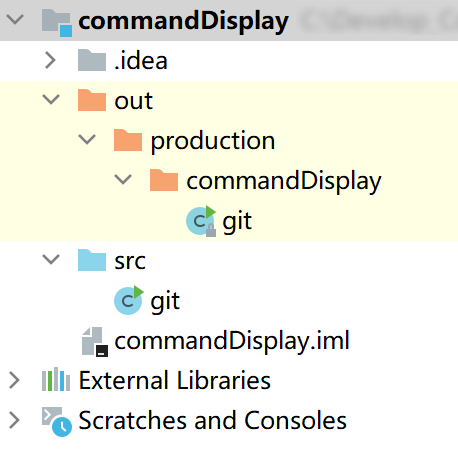 commandDisplay
.idea
out
production
commandDisplay
git
src
git
commandDisplay.iml
External Libraries
Scratches and Consoles